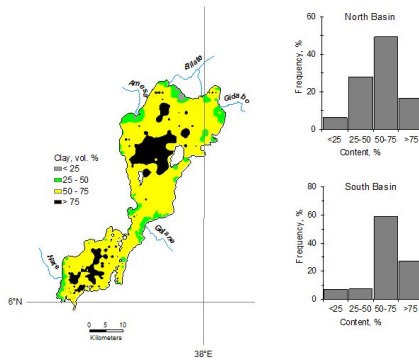 Bilate
Amesa
Gidabo
Clay, vol. %
< 25
25 - 50
50 - 75
> 75
Gelana
Hare
6°N
0 5 10
Kilometers
38°E
North Basin
60
40
20
0
Frequency, %
<25 25-50 50-75 >75
Content, %
South Basin
80
60
40
20
0
Frequency, %
<25 25-50 50-75 >75
Content, %